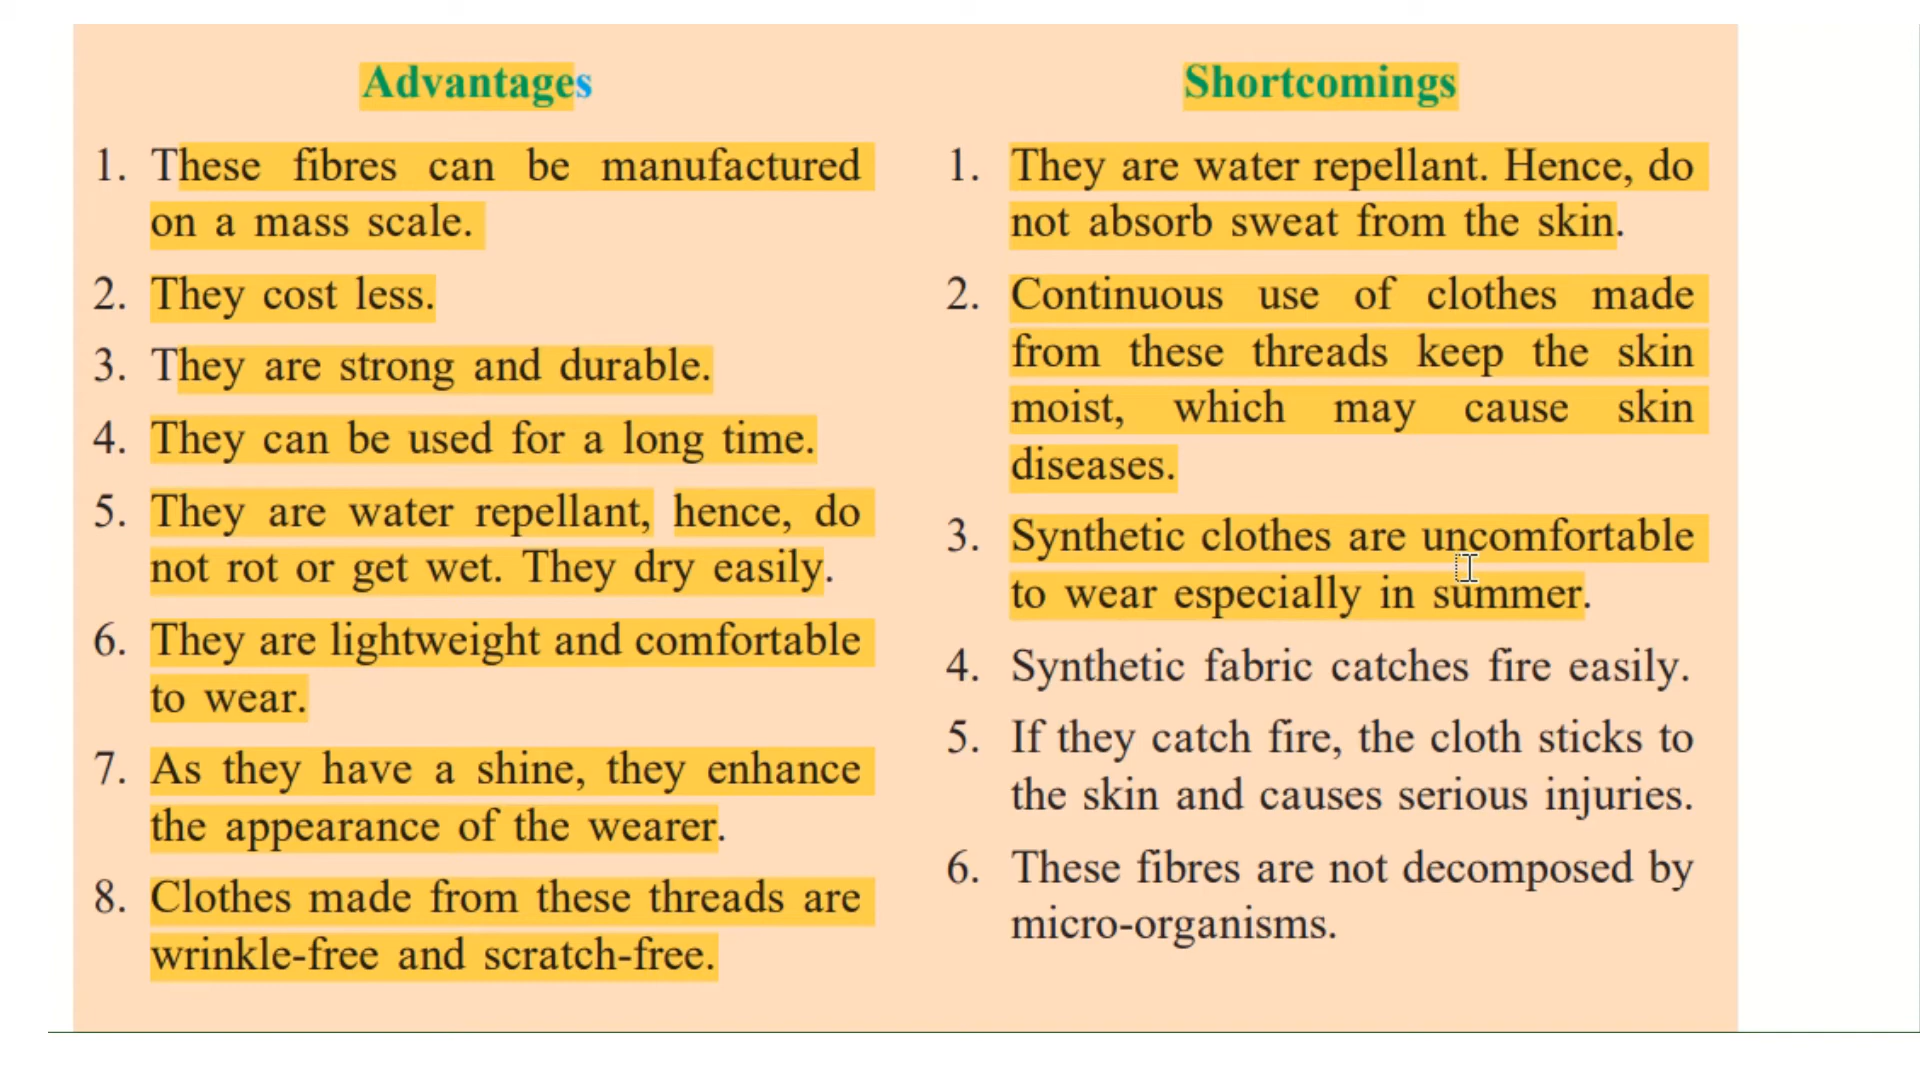 Advantages
1. These fibres can be manufactured
on a mass scale.
2. They cost less.
3. They are strong and durable.
4. They can be used for a long time.
5. They are water repellant, hence, do
not rot or get wet. They dry easily.
6. They are lightweight and comfortable
to wear.
7. As they have a shine, they enhance
the appearance of the wearer.
8. Clothes made from these threads are
wrinkle-free and scratch-free.
Shortcomings
1. They are water repellant. Hence, do
not absorb sweat from the skin.
2. Continuous use of clothes made
from these threads keep the skin
moist, which may cause skin
diseases.
3. Synthetic clothes are uncomfortable
to wear especially in summer.
4. Synthetic fabric catches fire easily.
5. If they catch fire, the cloth sticks to
the skin and causes serious injuries.
6. These fibres are not decomposed by
micro-organisms.